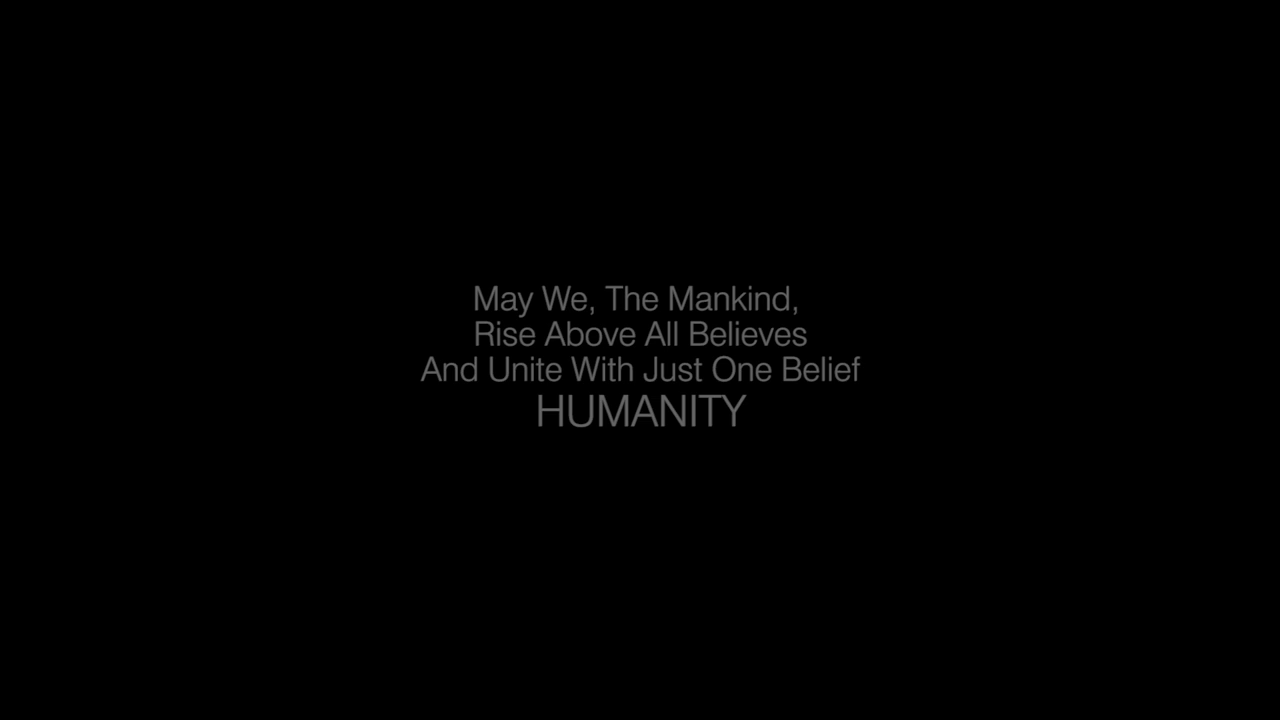 May We, The Mankind,
Rise Above All Believes
And Unite With Just One Belief
HUMANITY